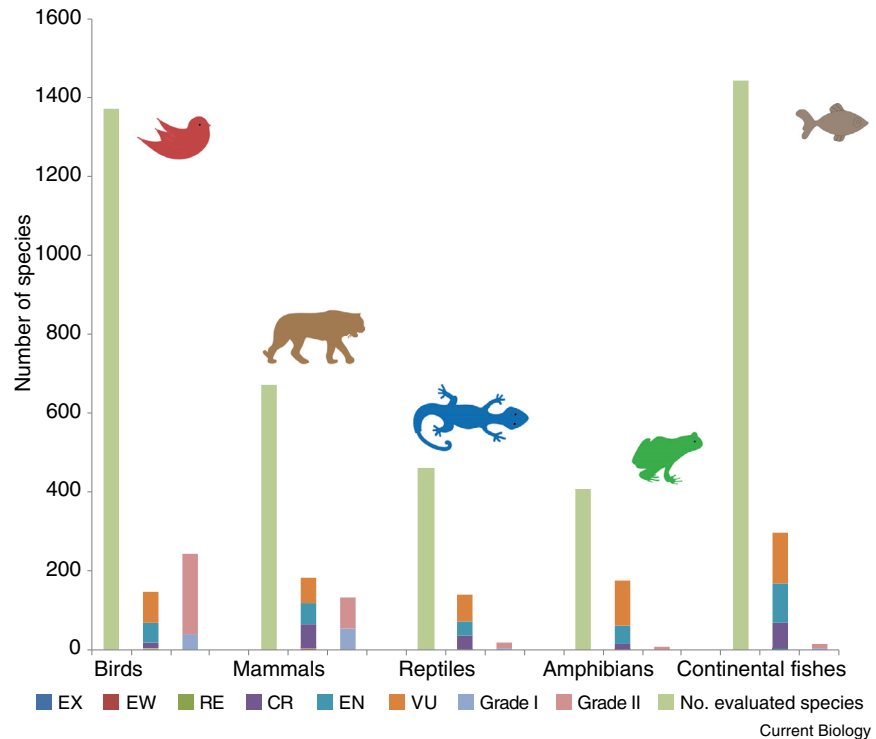 1600
1400
1200
1000
800
600
400
200
0
Number of species
Birds Mammals Reptiles Amphibians Continental fishes
EX EW RE CR EN VU Grade I Grade II No. evaluated species
Current Biology